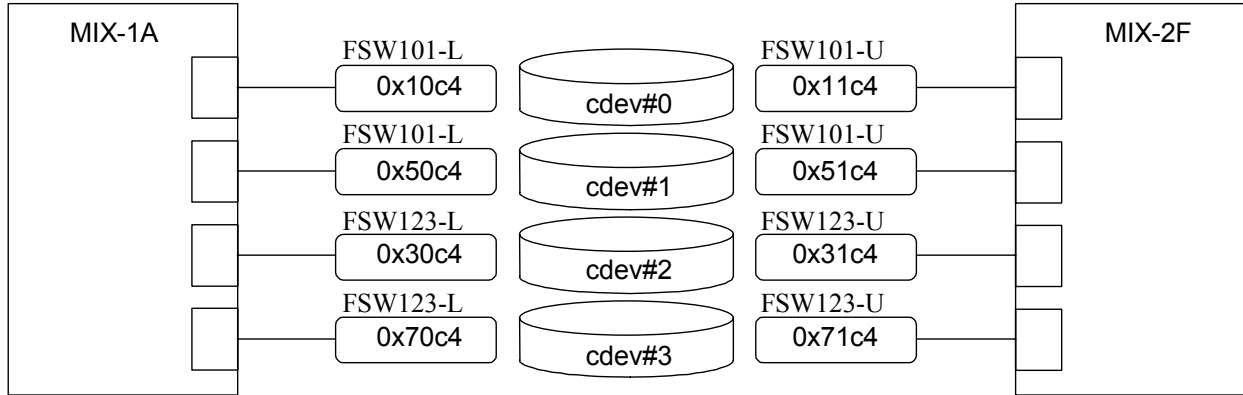 MIX-1A
MIX-2F
FSW101-L
FSW101-U
0x10c4
cdev#0
0x11c4
FSW101-L
FSW101-U
0x50c4
cdev#1
0x51c4
FSW123-L
FSW123-U
0x30c4
cdev#2
0x31c4
FSW123-L
FSW123-U
0x70c4
cdev#3
0x71c4